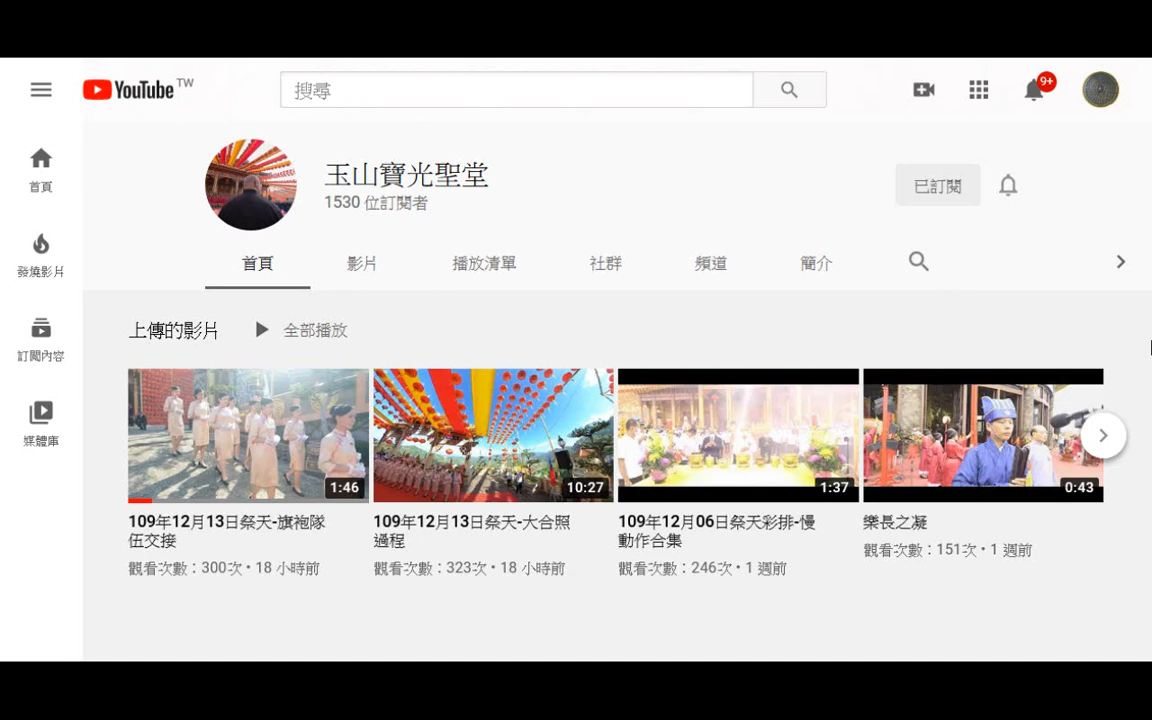 YouTube TW
搜尋
9+
首頁
發燒影片
訂閱內容
媒體庫
玉山寶光聖堂
1530 位訂閱者
已訂閱
首頁 影片 播放清單 社群 頻道 簡介
上傳的影片 全部播放
1:46
109年12月13日祭天-旗袍隊
伍交接
觀看次數：300次 • 18 小時前
10:27
109年12月13日祭天-大合照
過程
觀看次數：323次 • 18 小時前
1:37
109年12月06日祭天彩排-慢
動作合集
觀看次數：246次 • 1 週前
0:43
樂長之凝
觀看次數：151次 • 1 週前